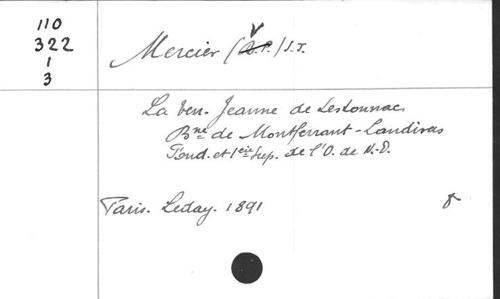 110
322
1
3
Mercier (V.) S.J.
La Ven. Jeanne de Lestonnac
Bne de Montferrant-Landiras
Fond. et 1ère Sup. de l'O. de N.-D.
Paris. Leday. 1891
8